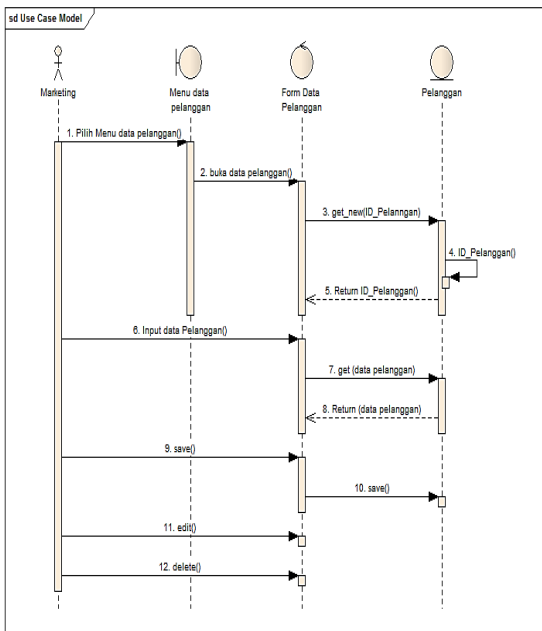 sd Use Case Model
Marketing
Menu data
pelanggan
Form Data
Pelanggan
Pelanggan
1. Pilih Menu data pelanggan()
2. buka data pelanggan()
3. get_new(ID_Pelanngan)
4. ID_Pelanggan()
5. Return ID_Pelanggan()
6. Input data Pelanggan()
7. get (data pelanggan)
8. Return (data pelanggan)
9. save()
10. save()
11. edit()
12. delete()